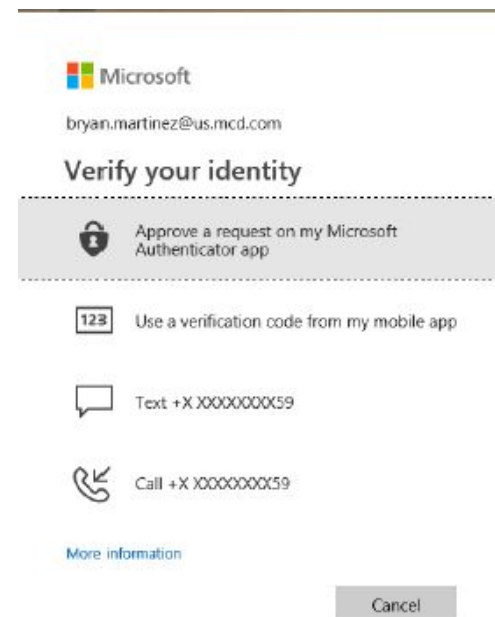 Microsoft
bryan.martinez@us.mcd.com
Verify your identity
Approve a request on my Microsoft
Authenticator app
123
Use a verification code from my mobile app
Text +X XXXXXXXX59
Call +X XXXXXXXX59
More information
Cancel